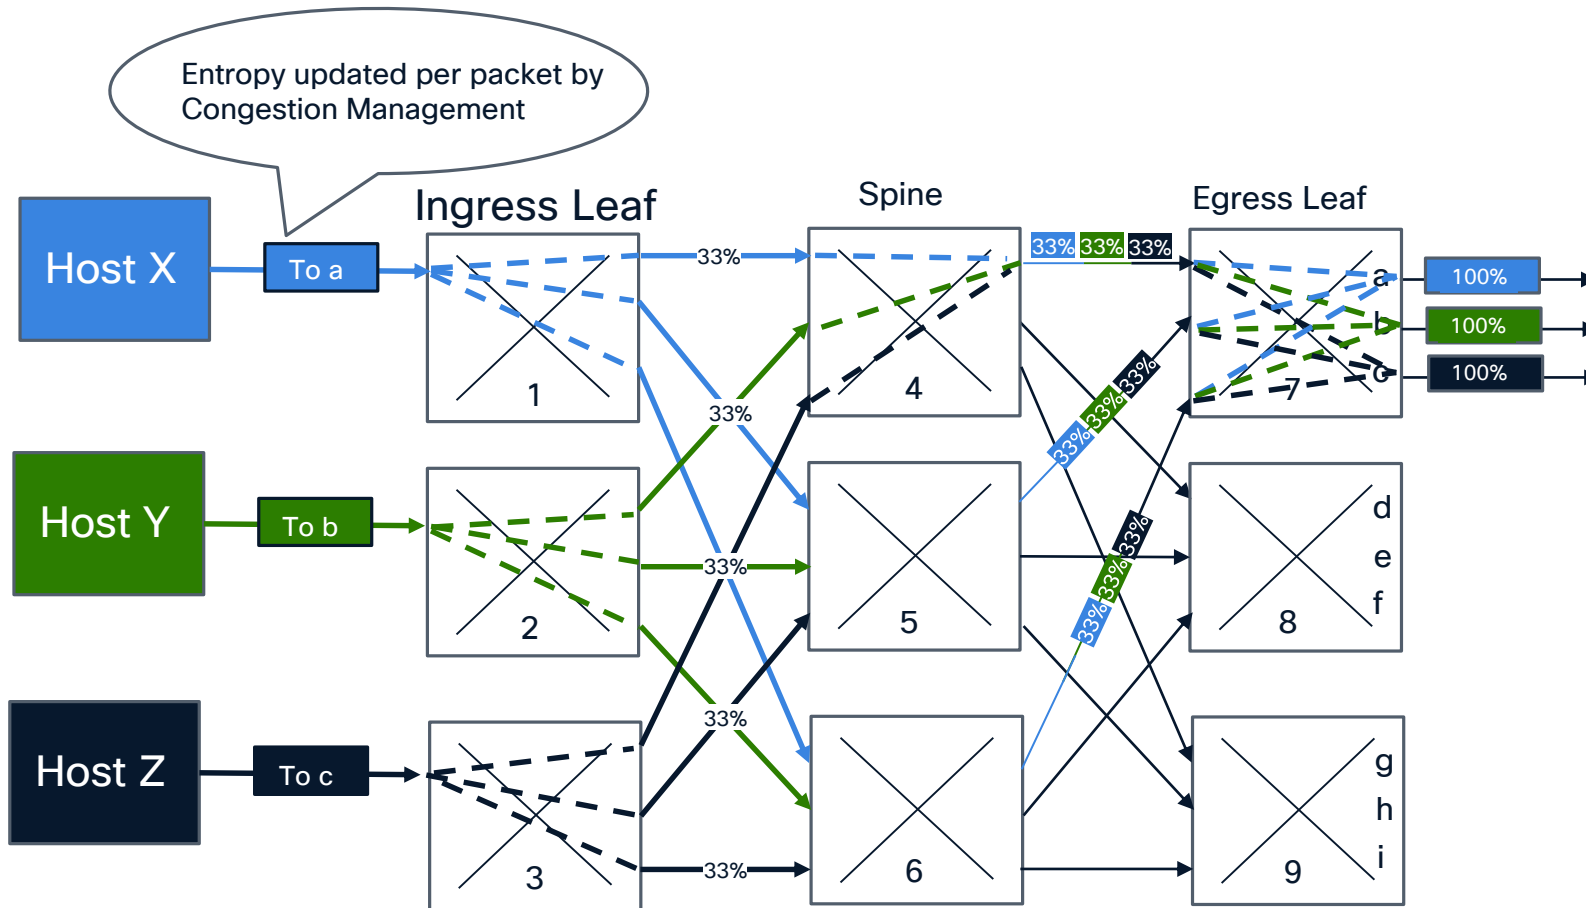 Entropy updated per packet by
Congestion Management
Ingress Leaf
Spine
Egress Leaf
Host X
To a
33%
33% 33% 33%
a
100%
b
100%
c
100%
1
4
7
33%
33% 33% 33%
Host Y
To b
33%
33% 33% 33%
d
e
f
2
5
8
33%
Host Z
To c
33%
g
h
i
3
6
9